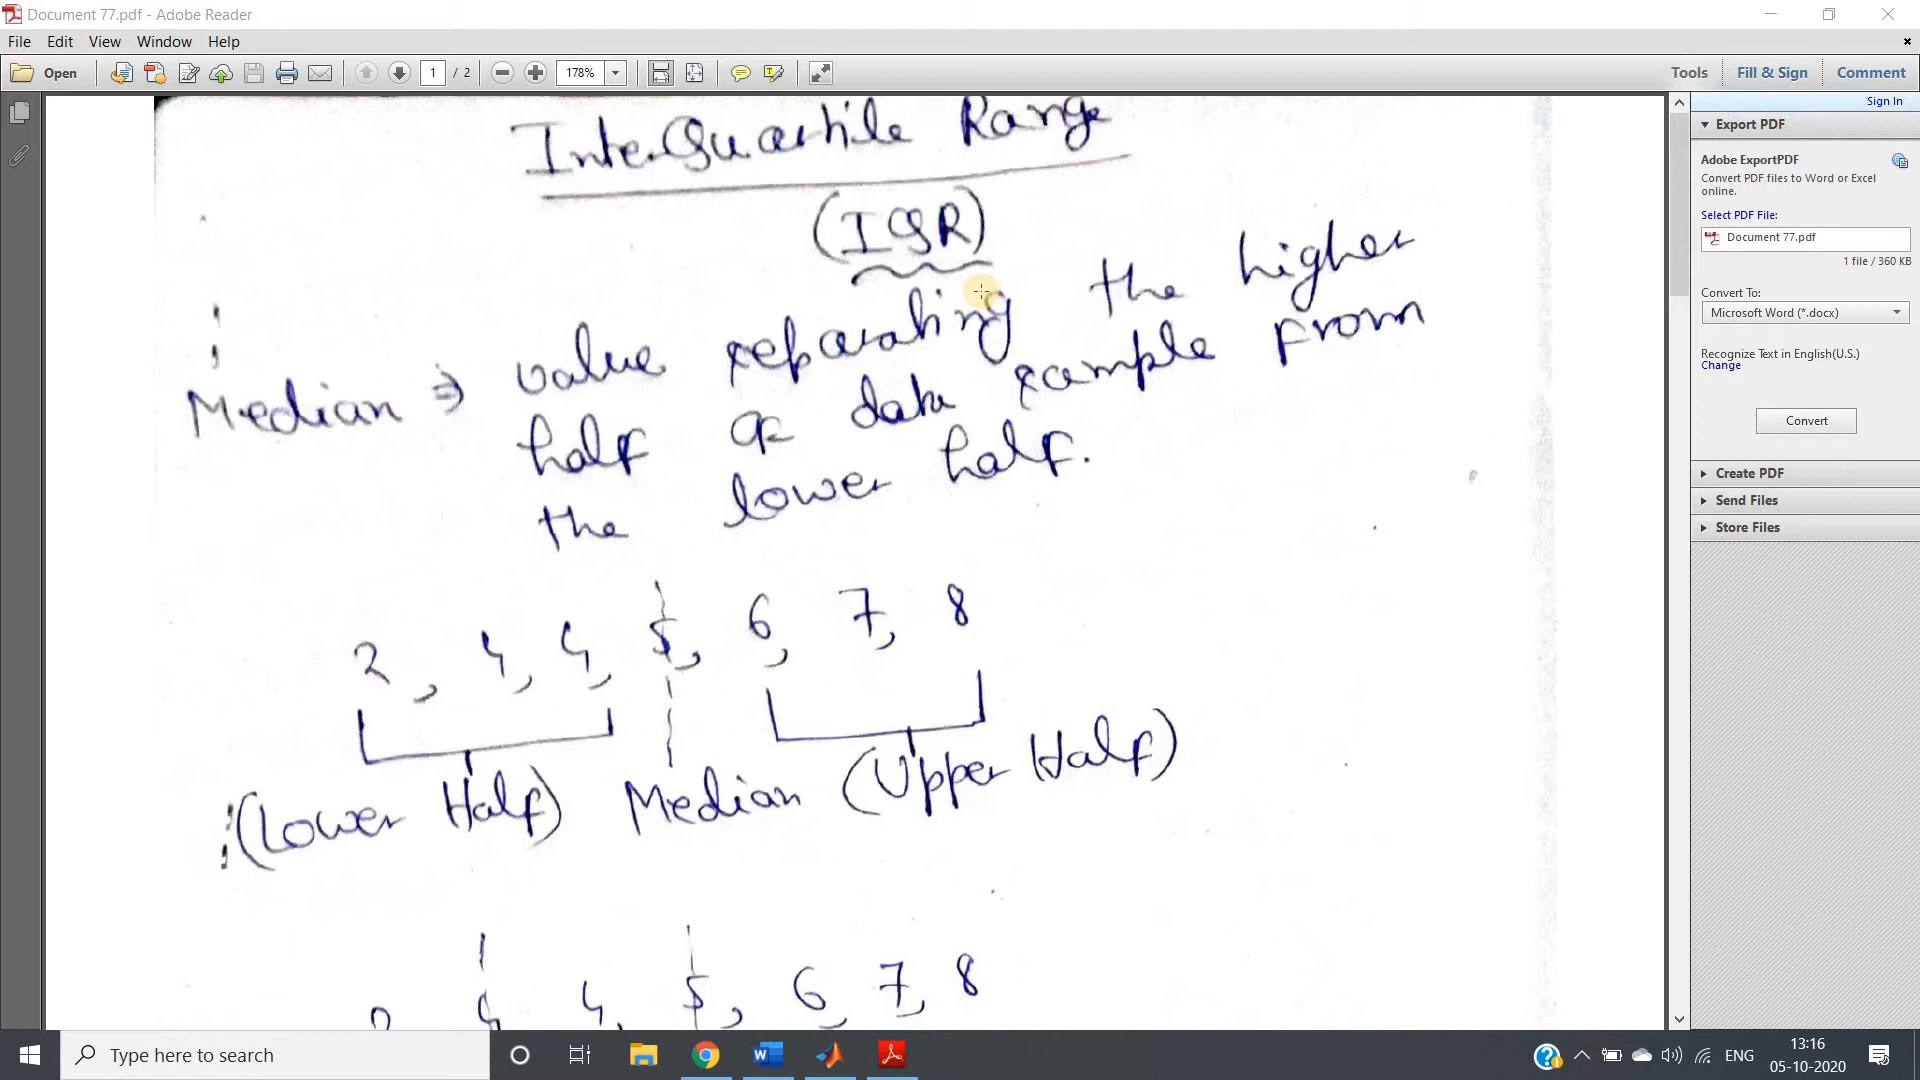 Document 77.pdf - Adobe Reader
File Edit View Window Help
Open 1 / 2 178% Tools Fill & Sign Comment
Sign In
Export PDF
Adobe ExportPDF
Convert PDF files to Word or Excel
online.
Select PDF File:
Document 77.pdf
1 file / 360 KB
Convert To:
Microsoft Word (*.docx)
Recognize Text in English(U.S.)
Change
Convert
Create PDF
Send Files
Store Files
InterQuartile Range
(IQR)
Median ⇒ value separating the higher
half of data sample from
the lower half.
2, 4, 4, 5, 6, 7, 8
(Lower Half) Median (Upper Half)
2 4 4, 5, 6, 7, 8
Type here to search
ENG
13:16
05-10-2020